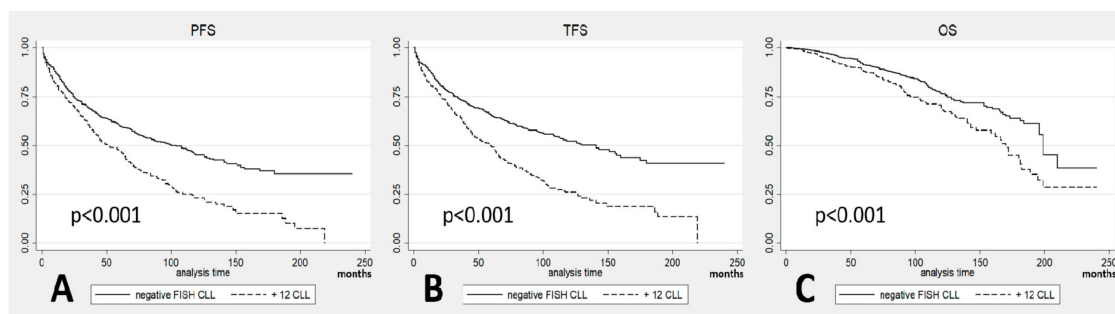 PFS
1.00
0.75
0.50
0.25
0.00
p<0.001
0 50 100 150 200 250
analysis time months
A
negative FISH CLL + 12 CLL
TFS
1.00
0.75
0.50
0.25
0.00
p<0.001
0 50 100 150 200 250
analysis time months
B
negative FISH CLL + 12 CLL
OS
1.00
0.75
0.50
0.25
0.00
p<0.001
0 50 100 150 200 250
analysis time months
C
negative FISH CLL + 12 CLL